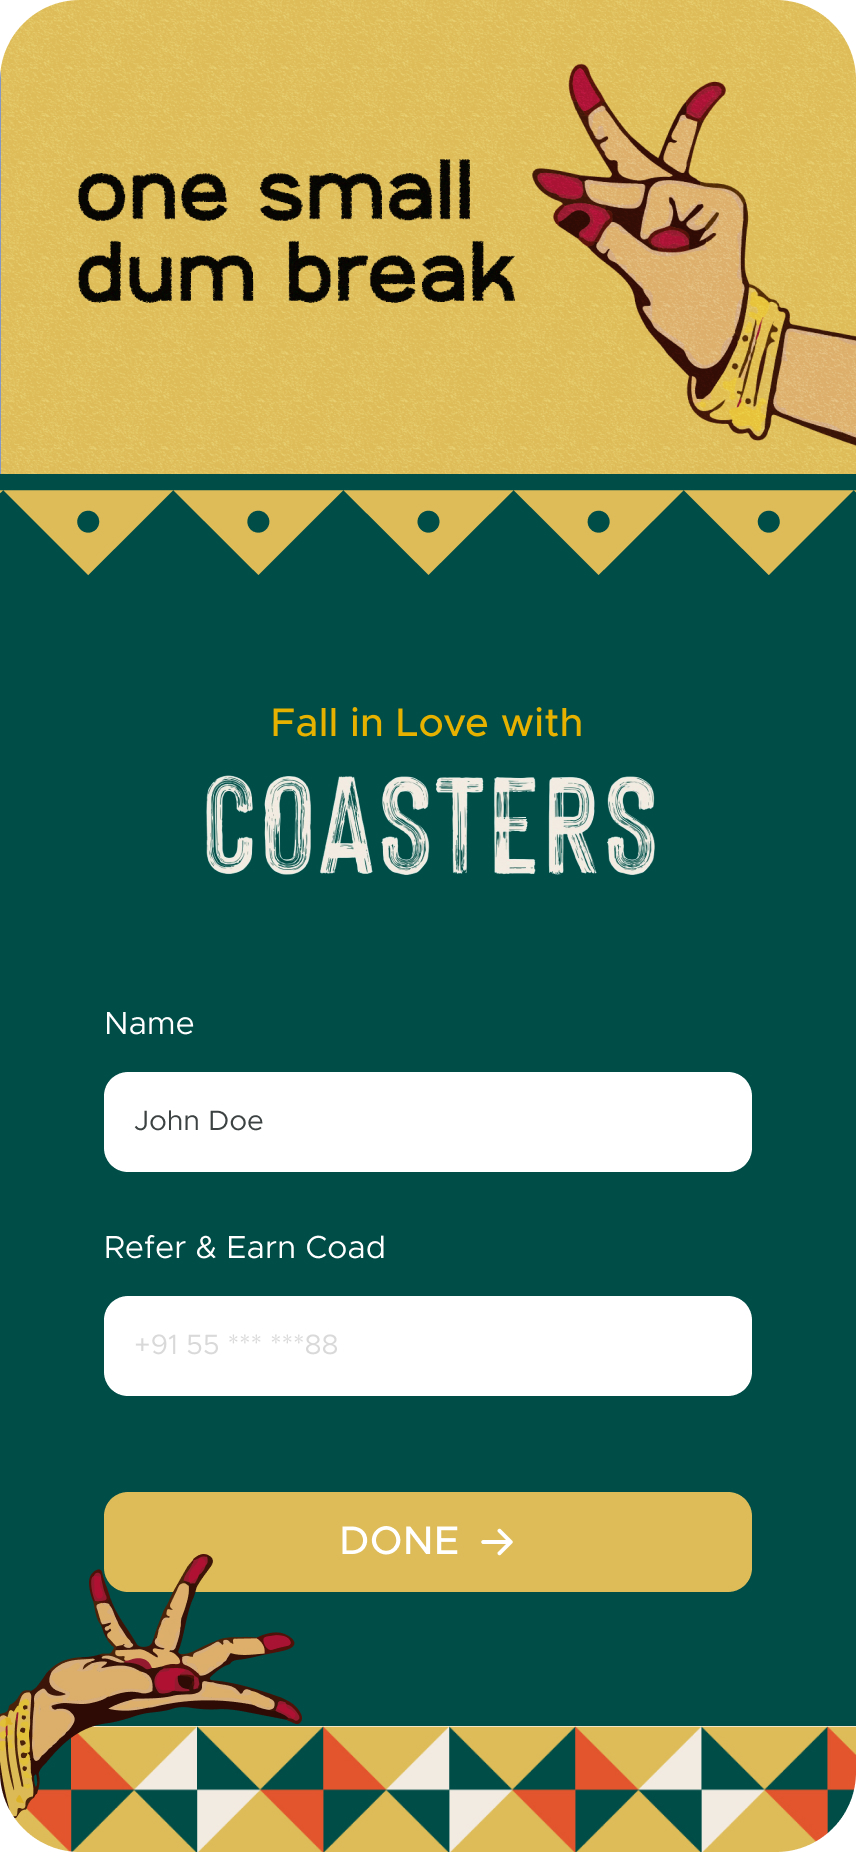 one small
dum break
Fall in Love with
COASTERS
Name
John Doe
Refer & Earn Coad
+91 55 *** ***88
DONE →